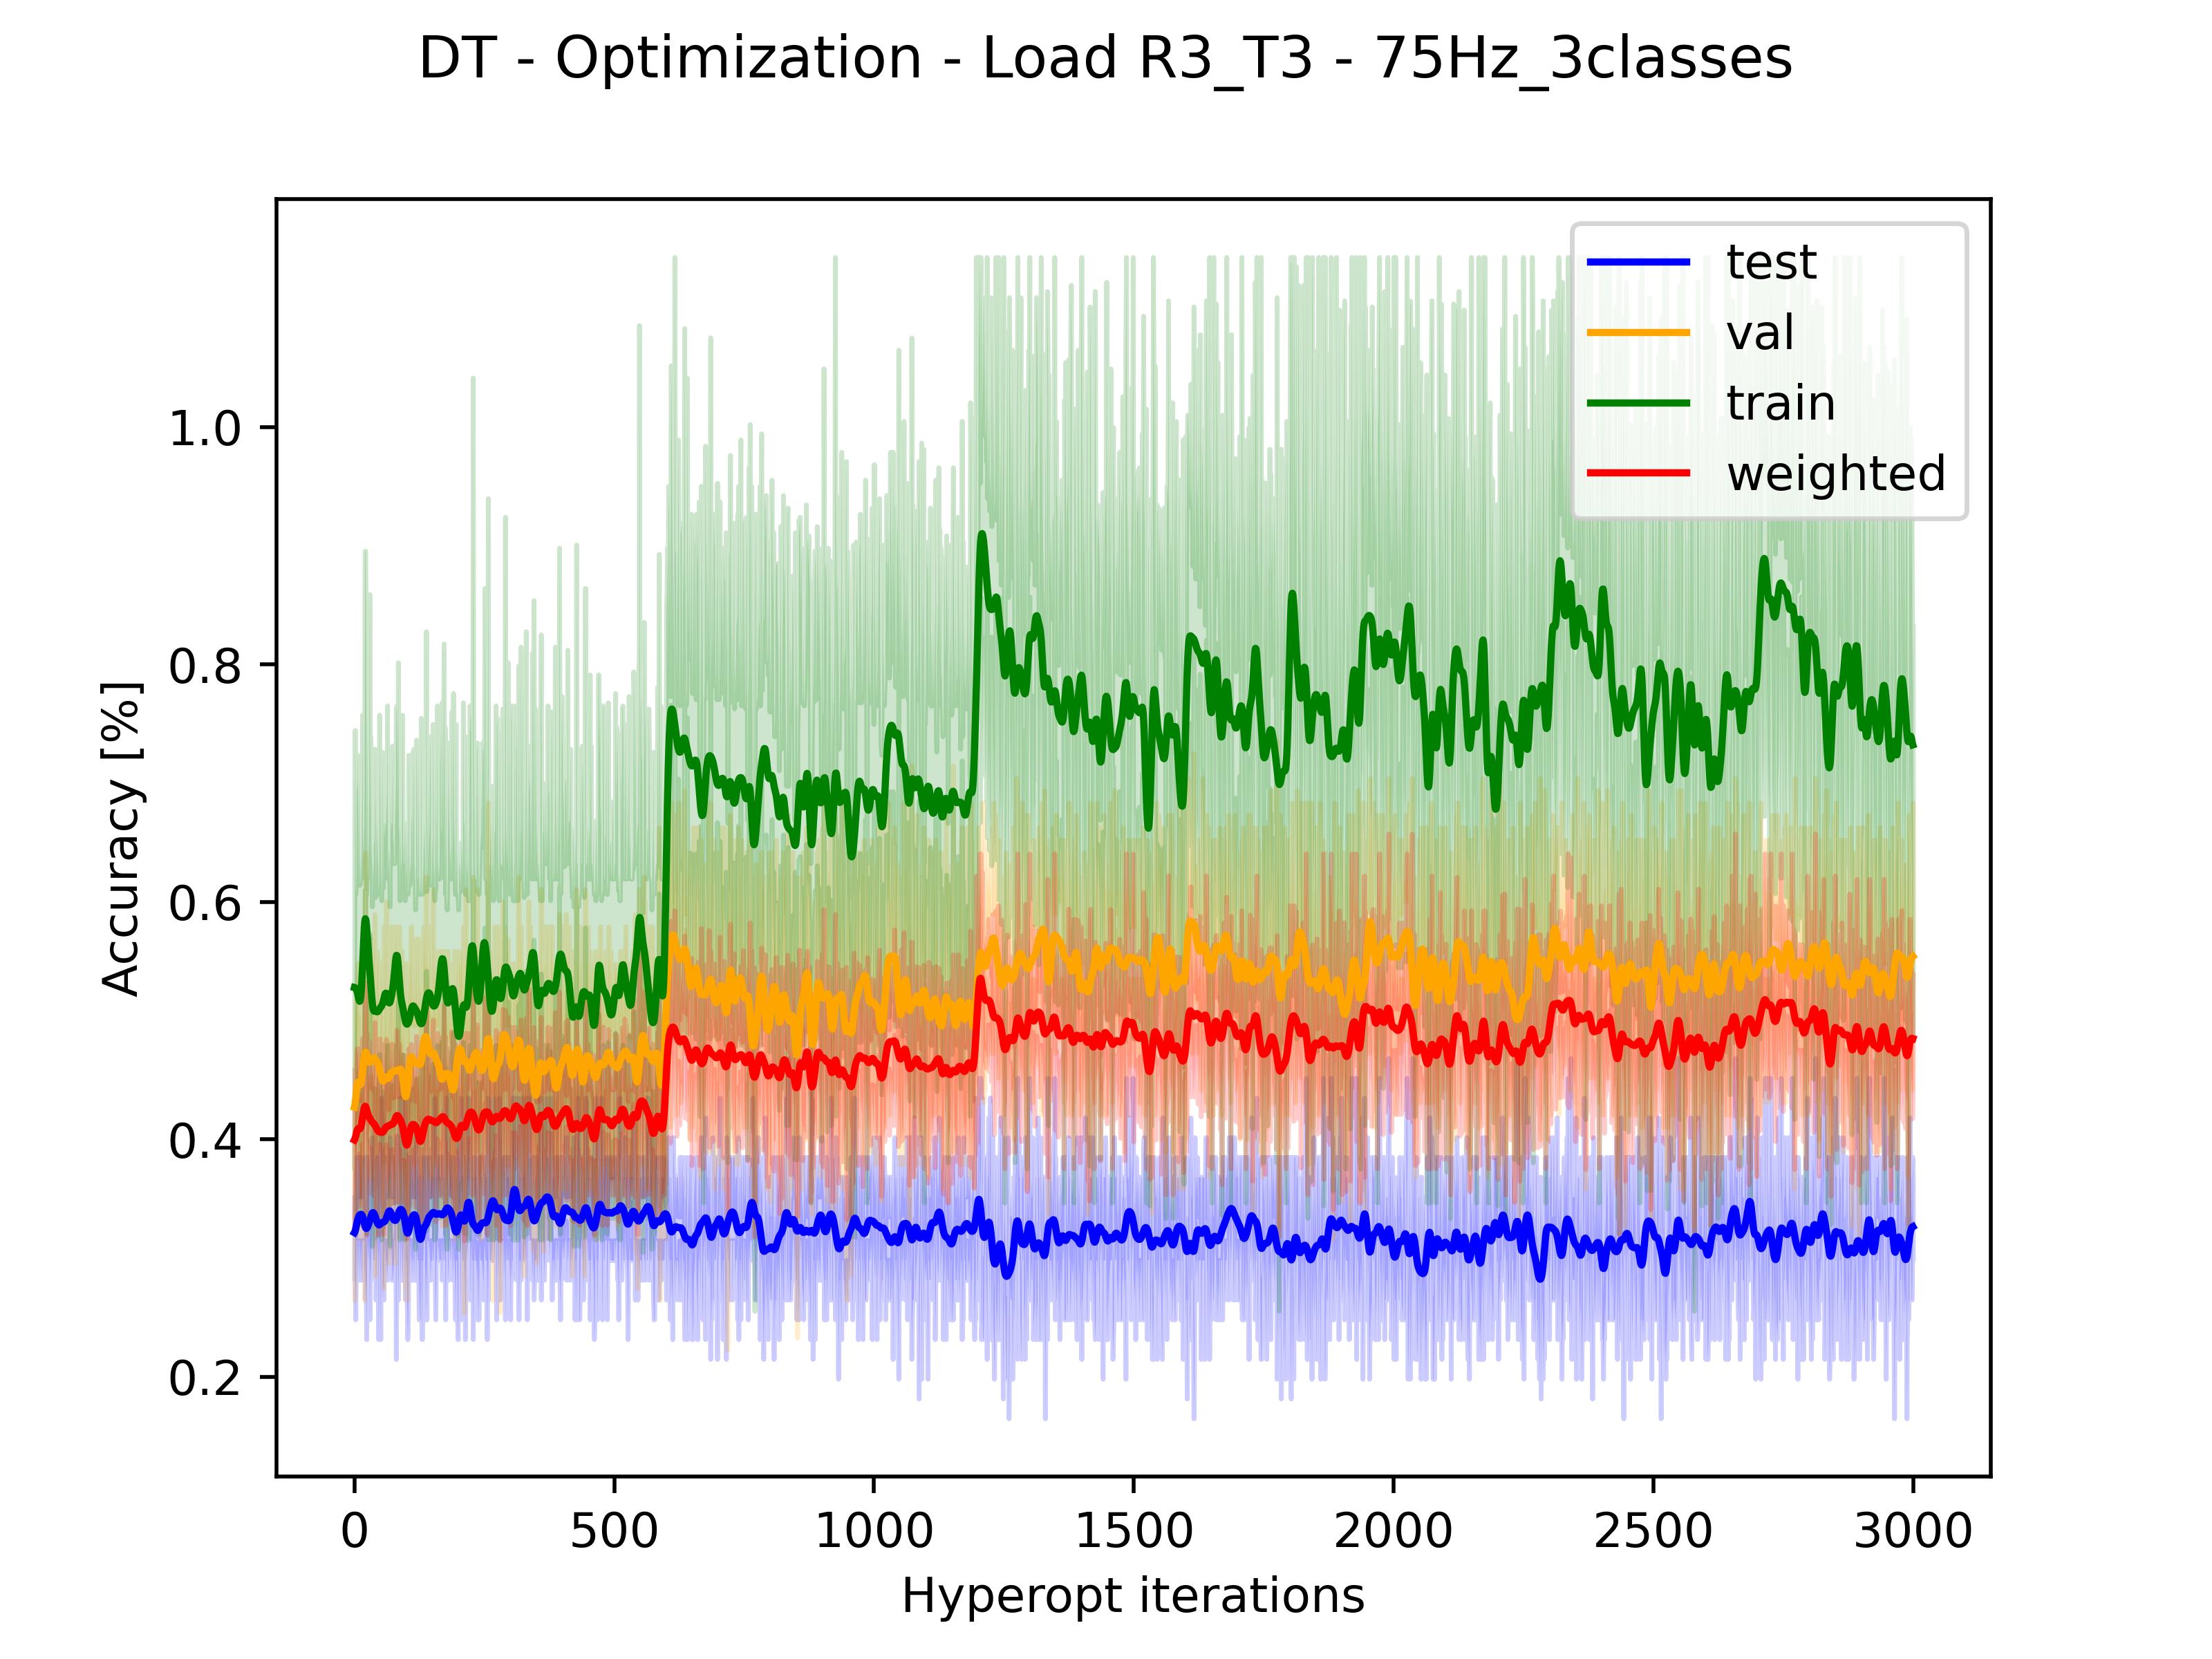 DT - Optimization - Load R3_T3 - 75Hz_3classes
test
val
train
weighted
1.0
0.8
0.6
0.4
0.2
Accuracy [%]
0 500 1000 1500 2000 2500 3000
Hyperopt iterations